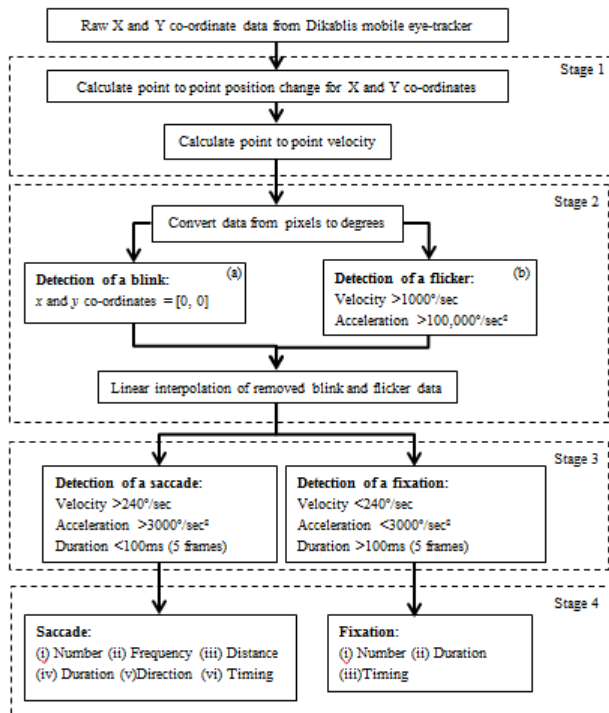 Raw X and Y co-ordinate data from Dikablis mobile eye-tracker
Stage 1
Calculate point to point position change for X and Y co-ordinates
Calculate point to point velocity
Stage 2
Convert data from pixels to degrees
Detection of a blink: (a)
x and y co-ordinates = [0, 0]
Detection of a flicker: (b)
Velocity >1000°/sec
Acceleration >100,000°/sec²
Linear interpolation of removed blink and flicker data
Stage 3
Detection of a saccade:
Velocity >240°/sec
Acceleration >3000°/sec²
Duration <100ms (5 frames)
Detection of a fixation:
Velocity <240°/sec
Acceleration <3000°/sec²
Duration >100ms (5 frames)
Stage 4
Saccade:
(i) Number (ii) Frequency (iii) Distance
(iv) Duration (v)Direction (vi) Timing
Fixation:
(i) Number (ii) Duration
(iii)Timing